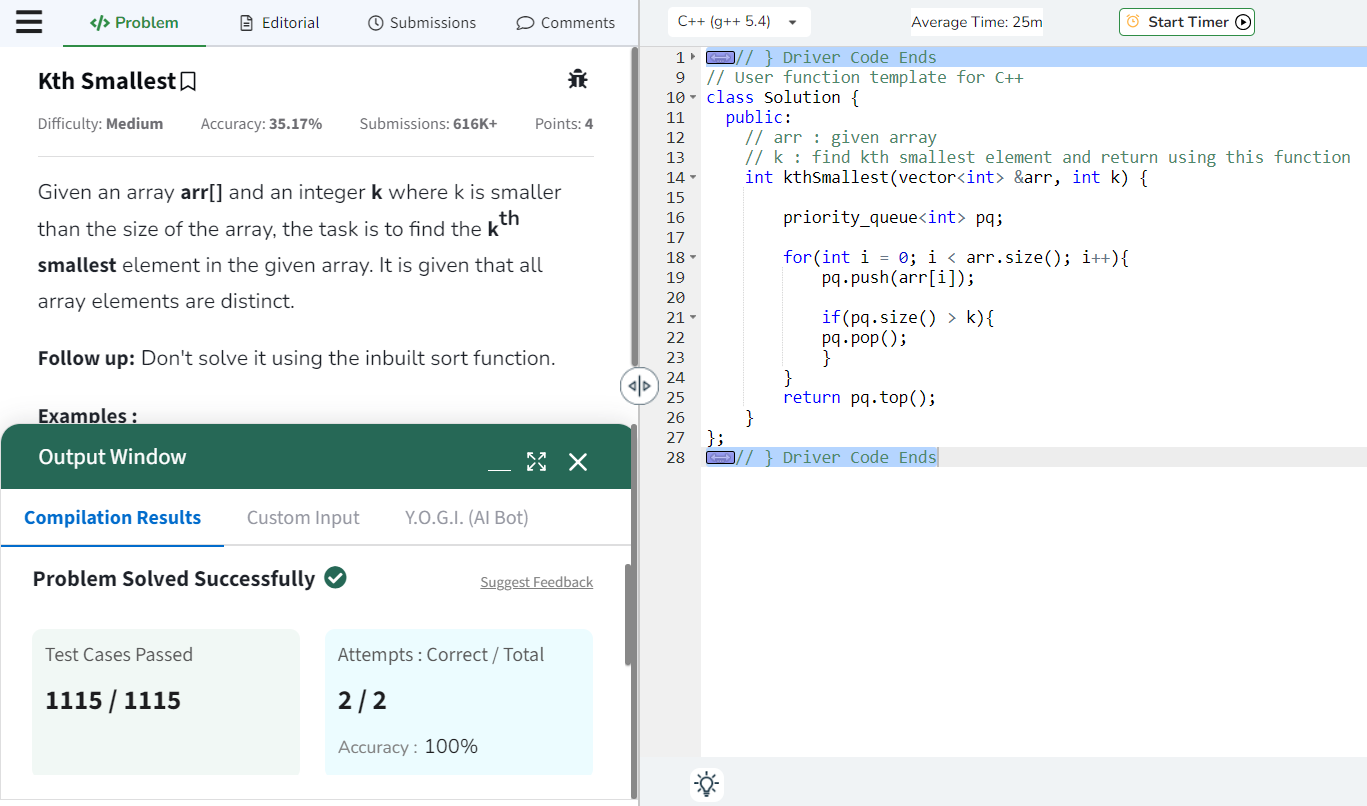 </> Problem
Editorial
Submissions
Comments
Kth Smallest
Difficulty: Medium Accuracy: 35.17% Submissions: 616K+ Points: 4
Given an array arr[] and an integer k where k is smaller
than the size of the array, the task is to find the kth
smallest element in the given array. It is given that all
array elements are distinct.
Follow up: Don't solve it using the inbuilt sort function.
Examples :
Output Window
Compilation Results Custom Input Y.O.G.I. (AI Bot)
Problem Solved Successfully
Suggest Feedback
Test Cases Passed
1115 / 1115
Attempts : Correct / Total
2 / 2
Accuracy : 100%
C++ (g++ 5.4)
Average Time: 25m
Start Timer
1 // } Driver Code Ends
9 // User function template for C++
10 class Solution {
11 public:
12 // arr : given array
13 // k : find kth smallest element and return using this function
14 int kthSmallest(vector<int> &arr, int k) {
15
16 priority_queue<int> pq;
17
18 for(int i = 0; i < arr.size(); i++){
19 pq.push(arr[i]);
20
21 if(pq.size() > k){
22 pq.pop();
23 }
24 }
25 return pq.top();
26 }
27 };
28 // } Driver Code Ends